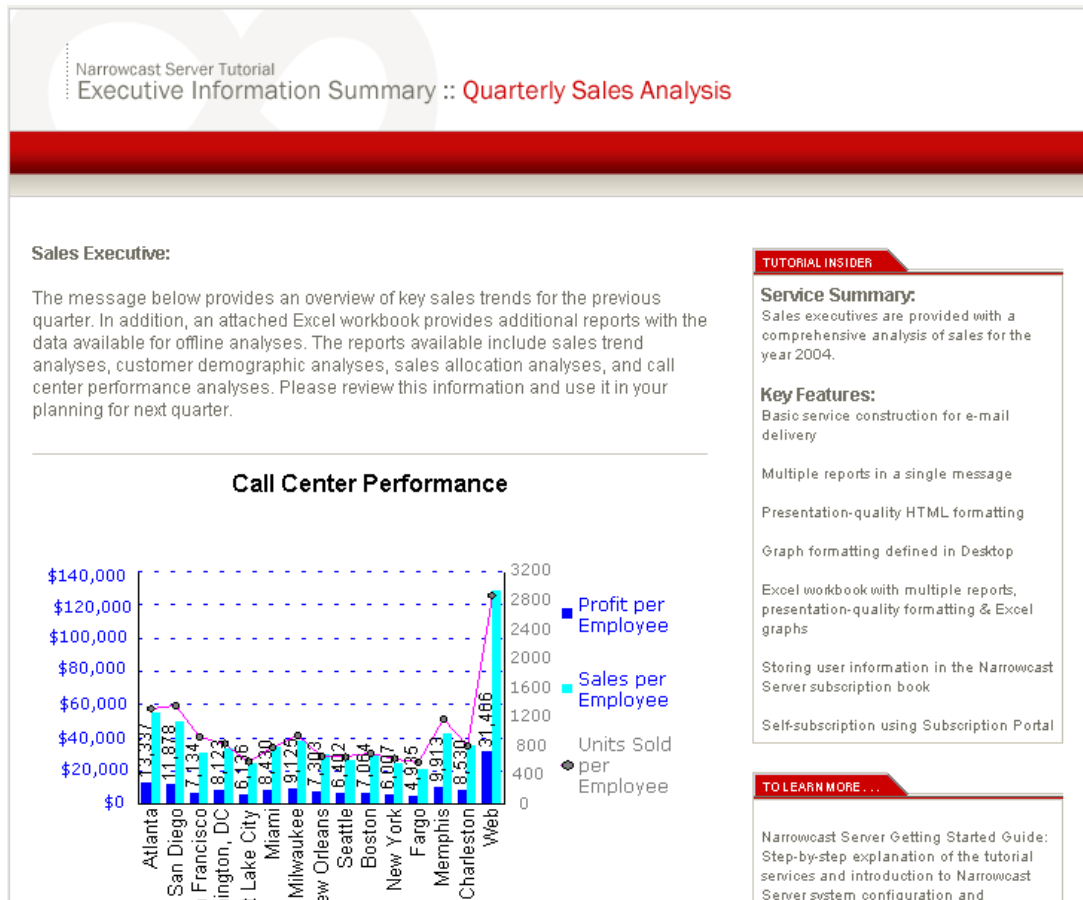 Narrowcast Server Tutorial
Executive Information Summary :: Quarterly Sales Analysis
Sales Executive:
The message below provides an overview of key sales trends for the previous
quarter. In addition, an attached Excel workbook provides additional reports with the
data available for offline analyses. The reports available include sales trend
analyses, customer demographic analyses, sales allocation analyses, and call
center performance analyses. Please review this information and use it in your
planning for next quarter.
Call Center Performance
$140,000
$120,000
$100,000
$80,000
$60,000
$40,000
$20,000
$0
13,337
11,878
7,134
8,123
6,136
8,430
9,125
7,303
6,402
7,064
6,007
4,935
9,913
8,530
31,466
3200
2800
2400
2000
1600
1200
800
400
0
Atlanta
San Diego
Francisco
ington, DC
Lake City
Miami
Milwaukee
ew Orleans
Seattle
Boston
New York
Fargo
Memphis
Charleston
Web
Profit per
Employee
Sales per
Employee
Units Sold
per
Employee
TUTORIAL INSIDER
Service Summary:
Sales executives are provided with a
comprehensive analysis of sales for the
year 2004.
Key Features:
Basic service construction for e-mail
delivery
Multiple reports in a single message
Presentation-quality HTML formatting
Graph formatting defined in Desktop
Excel workbook with multiple reports,
presentation-quality formatting & Excel
graphs
Storing user information in the Narrowcast
Server subscription book
Self-subscription using Subscription Portal
TO LEARN MORE . . .
Narrowcast Server Getting Started Guide:
Step-by-step explanation of the tutorial
services and introduction to Narrowcast
Server system configuration and